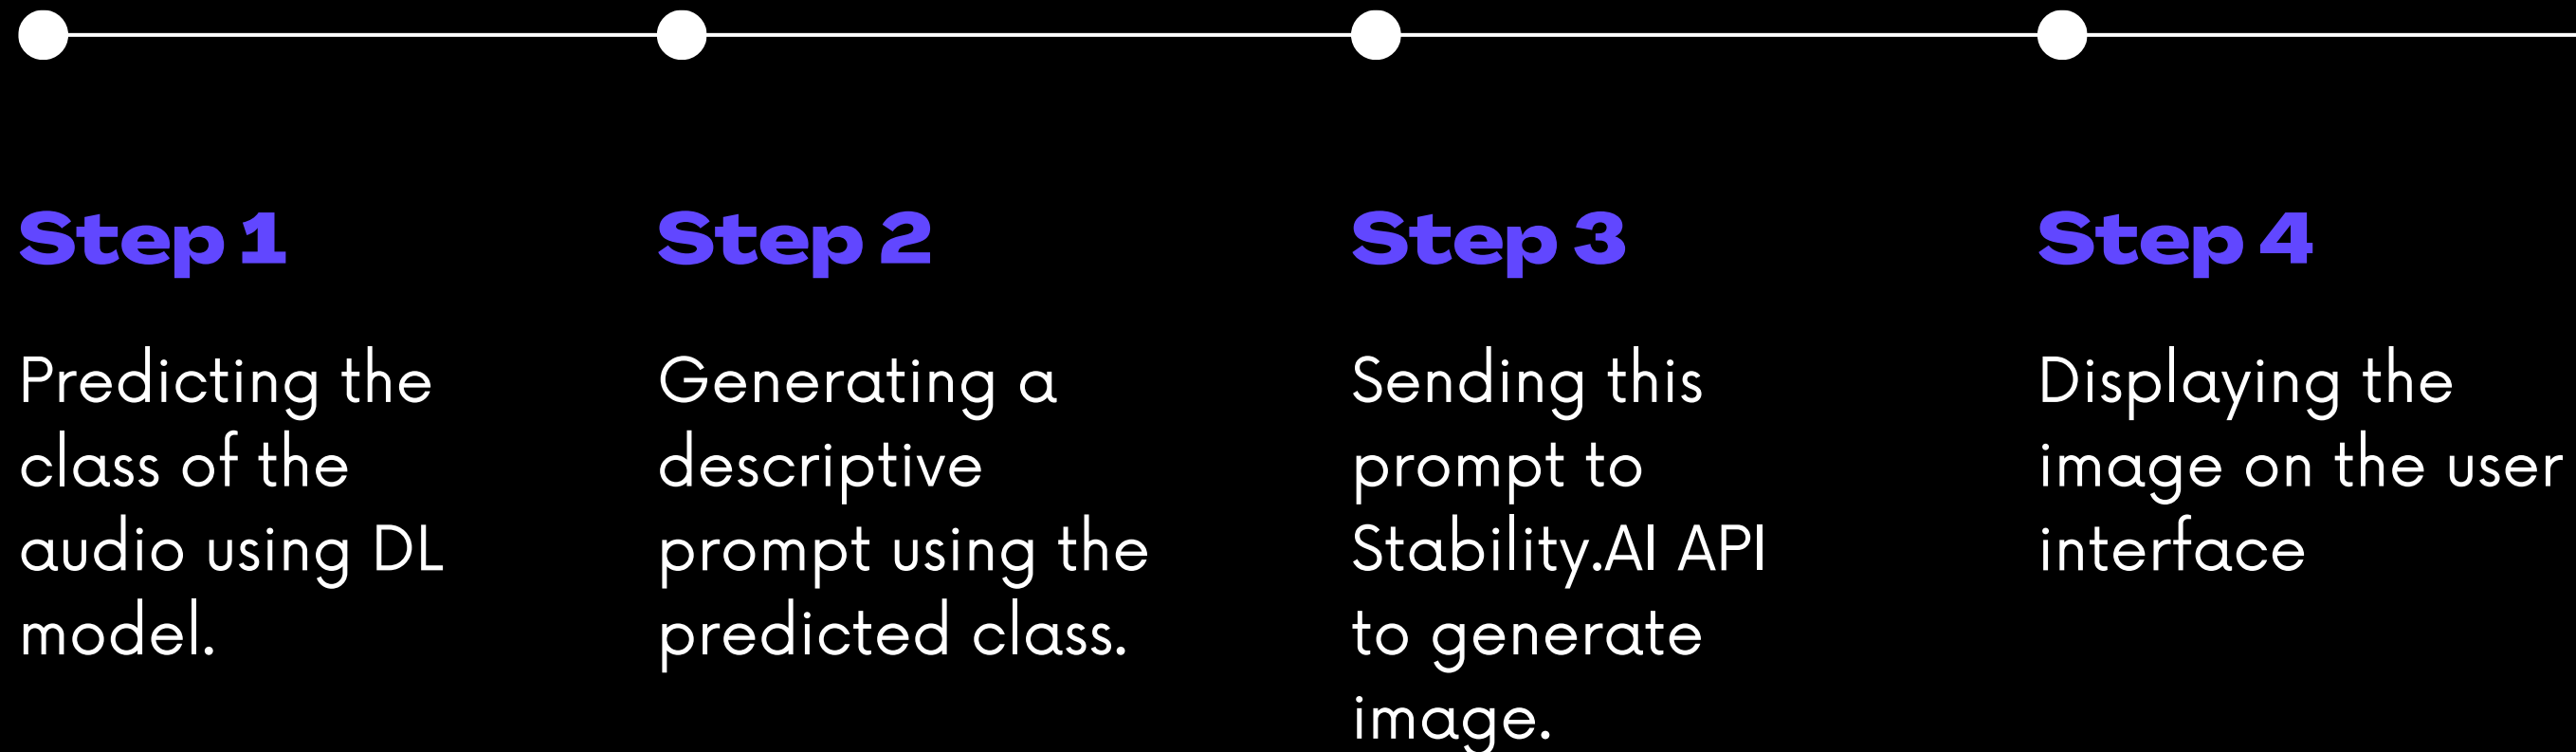 Step 1
Predicting the
class of the
audio using DL
model.
Step 2
Generating a
descriptive
prompt using the
predicted class.
Step 3
Sending this
prompt to
Stability.AI API
to generate
image.
Step 4
Displaying the
image on the user
interface